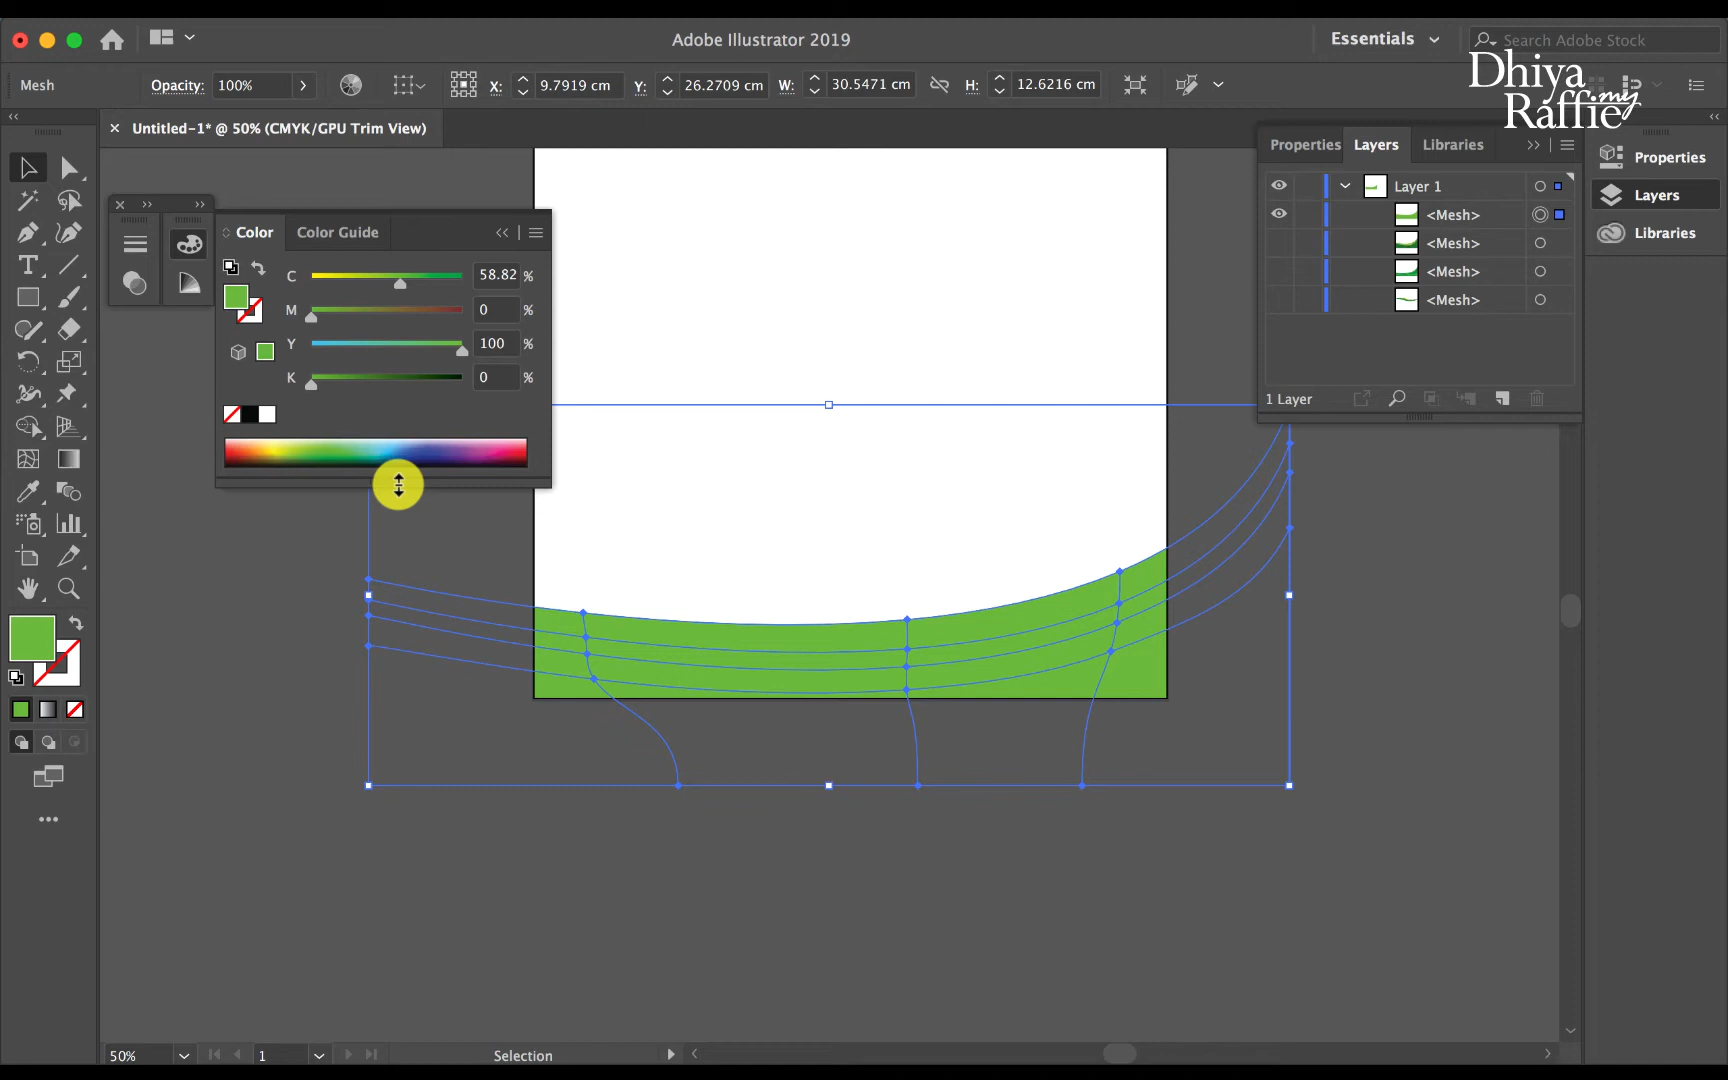 Adobe Illustrator 2019
Essentials
Search Adobe Stock
Mesh
Opacity: 100%
X: 9.7919 cm
Y: 26.2709 cm
W: 30.5471 cm
H: 12.6216 cm
Dhiya
Raffie.my
Untitled-1* @ 50% (CMYK/GPU Trim View)
Properties Layers Libraries
Layer 1
<Mesh>
<Mesh>
<Mesh>
<Mesh>
1 Layer
Properties
Layers
Libraries
Color Color Guide
C 58.82 %
M 0 %
Y 100 %
K 0 %
50% 1 Selection